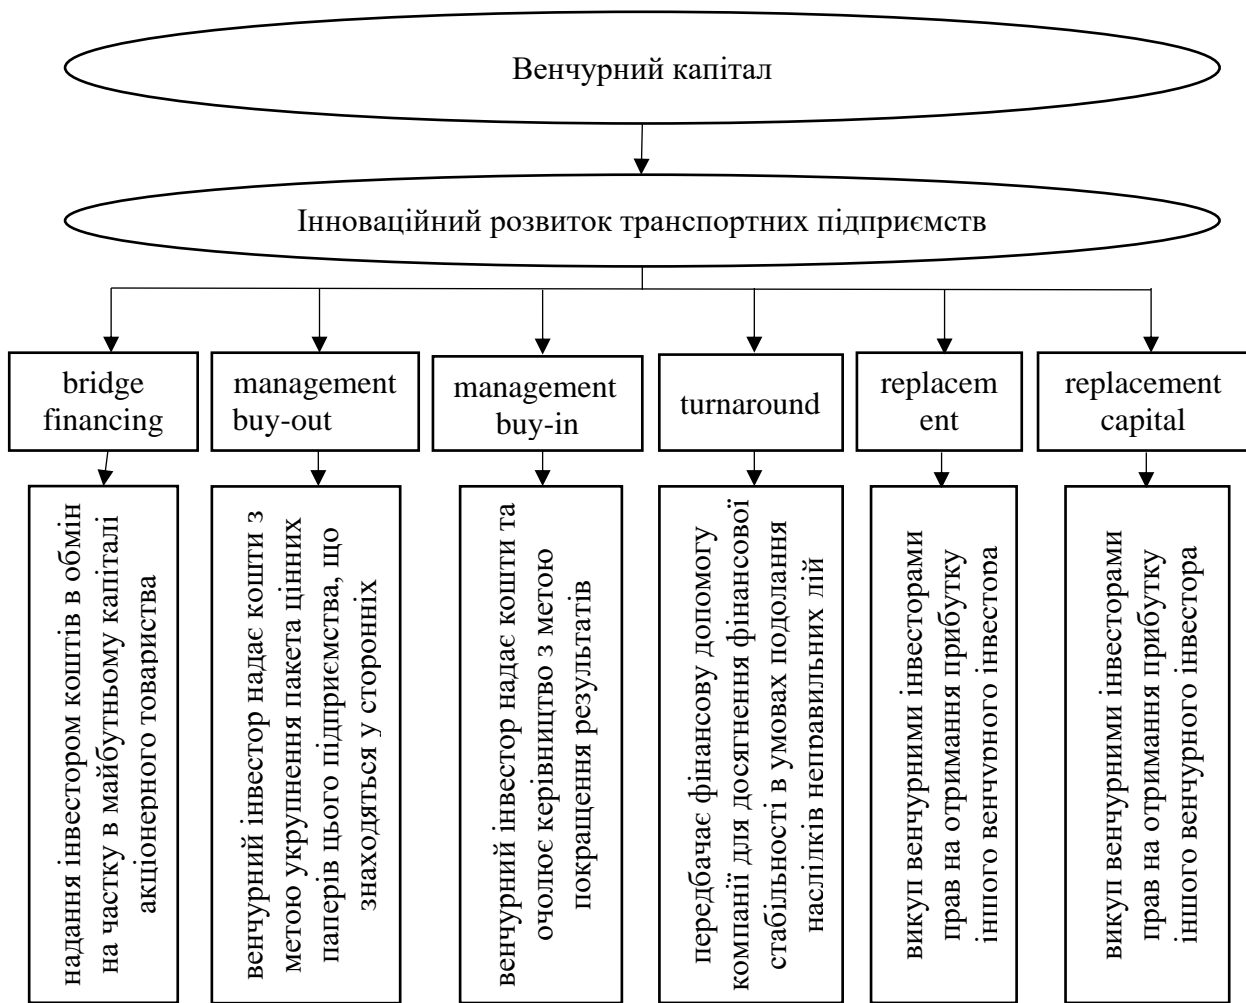 Венчурний капітал
Інноваційний розвиток транспортних підприємств
bridge
financing
management
buy-out
management
buy-in
turnaround
replacem
ent
replacement
capital
надання інвестором коштів в обмін
на частку в майбутньому капіталі
акціонерного товариства
венчурний інвестор надає кошти з
метою укрупнення пакета цінних
паперів цього підприємства, що
знаходяться у сторонніх
венчурний інвестор надає кошти та
очолює керівництво з метою
покращення результатів
передбачає фінансову допомогу
компанії для досягнення фінансової
стабільності в умовах подолання
наслідків неправильних дій
викуп венчурними інвесторами
прав на отримання прибутку
іншого венчурного інвестора
викуп венчурними інвесторами
прав на отримання прибутку
іншого венчурного інвестора